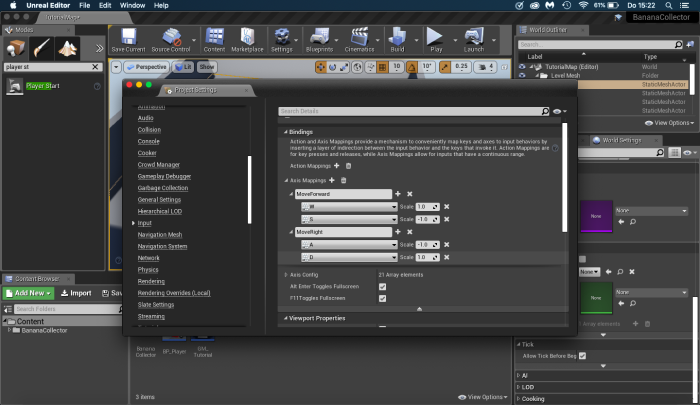 Unreal Editor File Edit Window Help 61% Do 15:22
TutorialMap BananaCollector
Modes
player st
Player Start
Save Current Source Control Content Marketplace Settings Blueprints Cinematics Build Play Launch
Perspective Lit Show 10 10° 0.25 4
World Outliner
Search...
Label Type
TutorialMap (Editor) World
Level Mesh Folder
StaticMeshActor
StaticMeshActor
StaticMeshActor
StaticMeshActor
View Options
World Settings
None None
None
None None
Array elements
Tick
Allow Tick Before Beg
AI
LOD
Cooking
Project Settings
Animation
Audio
Collision
Console
Cooker
Crowd Manager
Gameplay Debugger
Garbage Collection
General Settings
Hierarchical LOD
Input
Navigation Mesh
Navigation System
Network
Physics
Rendering
Rendering Overrides (Local)
Slate Settings
Streaming
Search Details
Bindings
Action and Axis Mappings provide a mechanism to conveniently map keys and axes to input behaviors by
inserting a layer of indirection between the input behavior and the keys that invoke it. Action Mappings are
for key presses and releases, while Axis Mappings allow for inputs that have a continuous range.
Action Mappings
Axis Mappings
MoveForward
W Scale 1.0
S Scale -1.0
MoveRight
A Scale -1.0
D Scale 1.0
Axis Config 21 Array elements
Alt Enter Toggles Fullscreen
F11Toggles Fullscreen
Viewport Properties
Content Browser
Add New Import Sav
Search Folders
Content
BananaCollector
Banana
Collector
BP_Player
GM_
Tutorial
3 items View Options